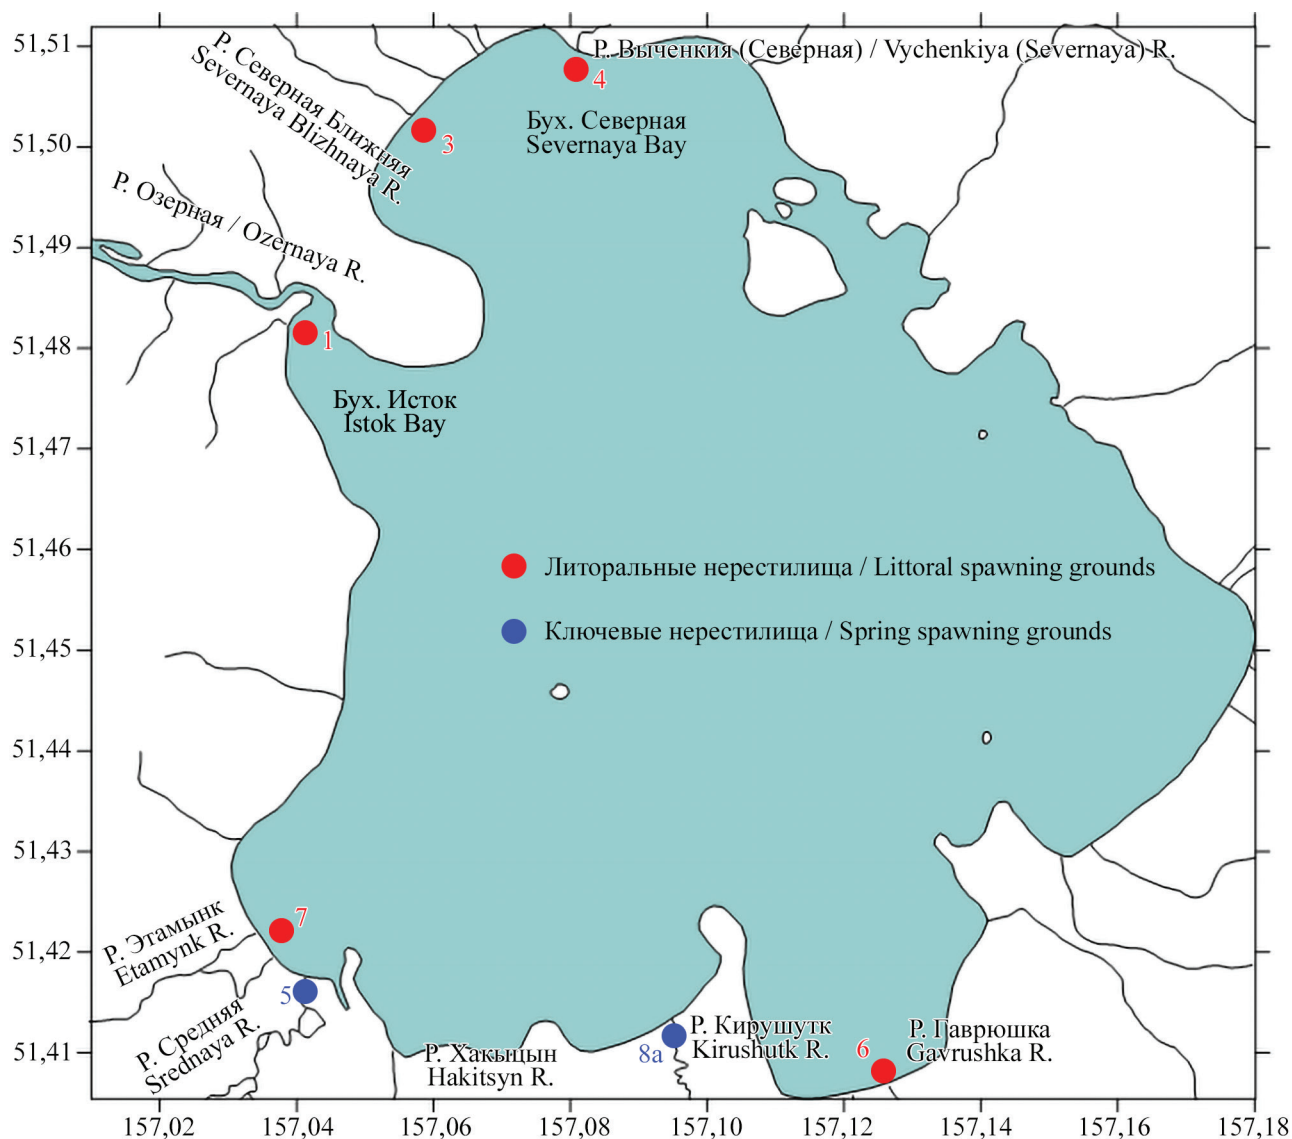 51,51
51,50
51,49
51,48
51,47
51,46
51,45
51,44
51,43
51,42
51,41
Р. Выченкия (Северная) / Vychenkiya (Severnaya) R.
4
Р. Северная Ближняя
Severnaya Blizhnaya R.
3
Бух. Северная
Severnaya Bay
Р. Озерная / Ozernaya R.
1
Бух. Исток
Istok Bay
Литоральные нерестилища / Littoral spawning grounds
Ключевые нерестилища / Spring spawning grounds
7
Р. Этамынк
Etamynk R.
5
Р. Средняя
Srednaya R.
Р. Хакыцын
Hakitsyn R.
8а
Р. Кирушутк
Kirushutk R.
6
Р. Гаврюшка
Gavrushka R.
157,02
157,04
157,06
157,08
157,10
157,12
157,14
157,16
157,18